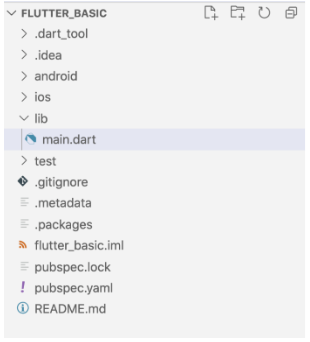 FLUTTER_BASIC
.dart_tool
.idea
android
ios
lib
main.dart
test
.gitignore
.metadata
.packages
flutter_basic.iml
pubspec.lock
pubspec.yaml
README.md